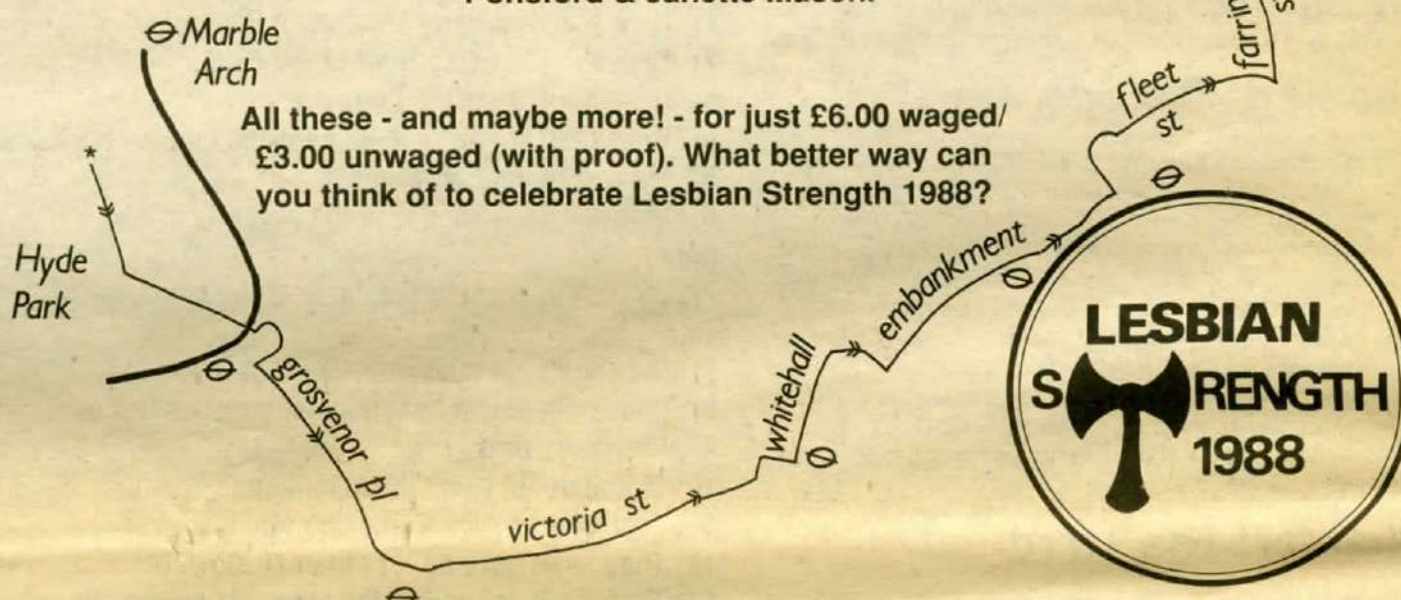 Marble
Arch
All these - and maybe more! - for just £6.00 waged/
£3.00 unwaged (with proof). What better way can
you think of to celebrate Lesbian Strength 1988?
Hyde
Park
grosvenor pl
victoria st
whitehall
embankment
fleet
st
LESBIAN
STRENGTH
1988